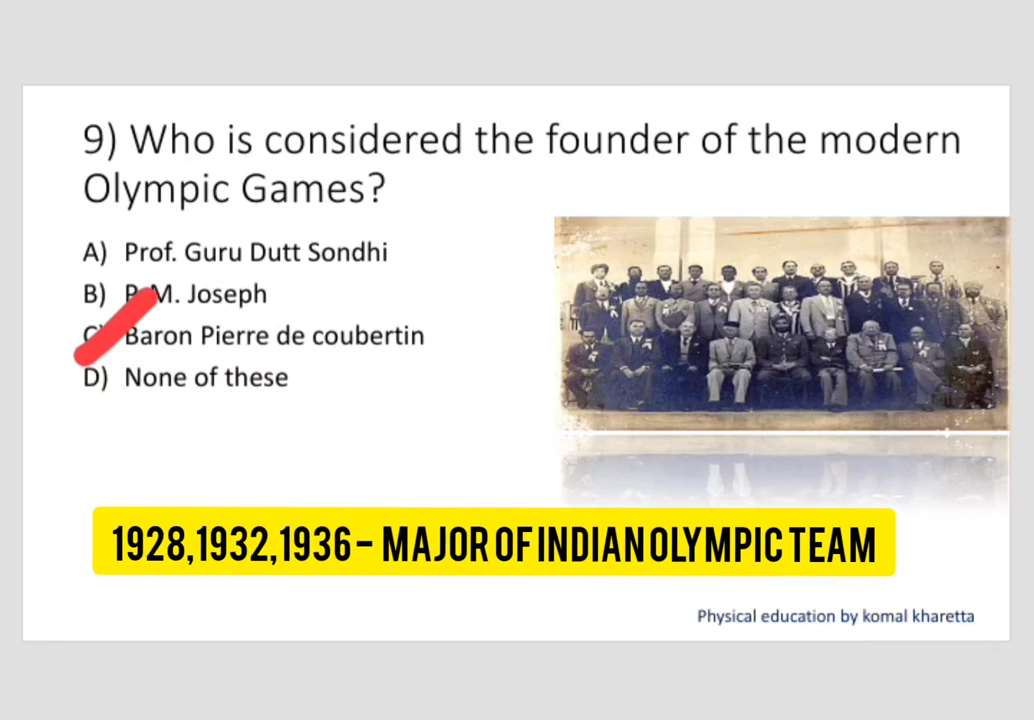 9) Who is considered the founder of the modern
Olympic Games?
A) Prof. Guru Dutt Sondhi
B) P. M. Joseph
C) Baron Pierre de coubertin
D) None of these
1928,1932,1936 - MAJOR OF INDIAN OLYMPIC TEAM
Physical education by komal kharetta